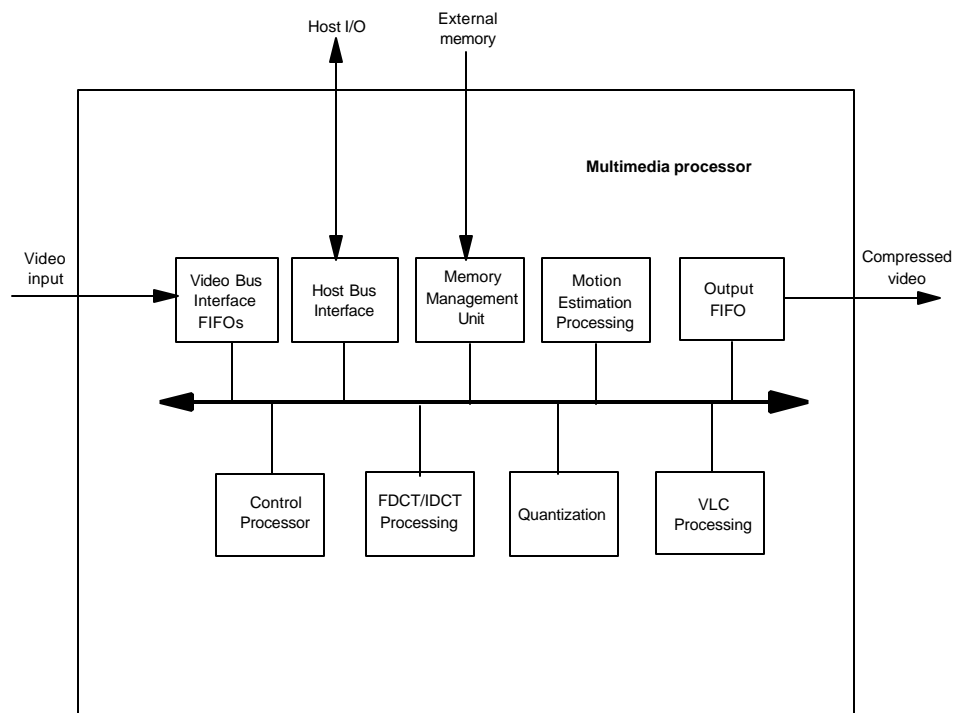 Host I/O
External
memory
Multimedia processor
Video
input
Video Bus
Interface
FIFOs
Host Bus
Interface
Memory
Management
Unit
Motion
Estimation
Processing
Output
FIFO
Compressed
video
Control
Processor
FDCT/IDCT
Processing
Quantization
VLC
Processing